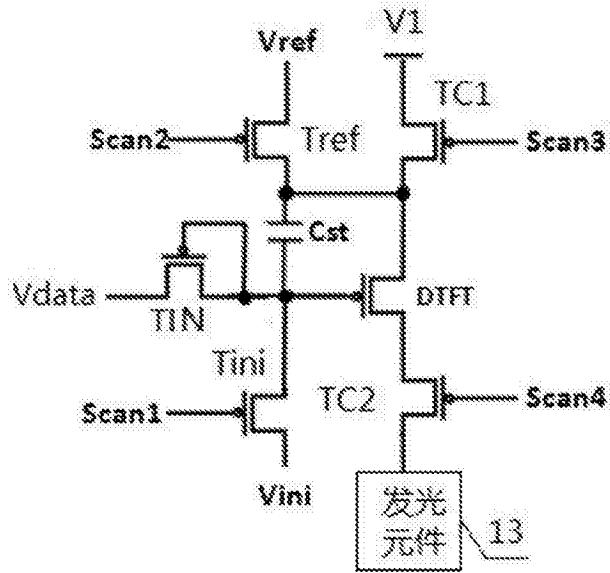 V1
Vref
TC1
Scan2
Tref
Scan3
Cst
Vdata
TIN
DTFT
Tini
TC2
Scan1
Scan4
Vini
发光
元件
13